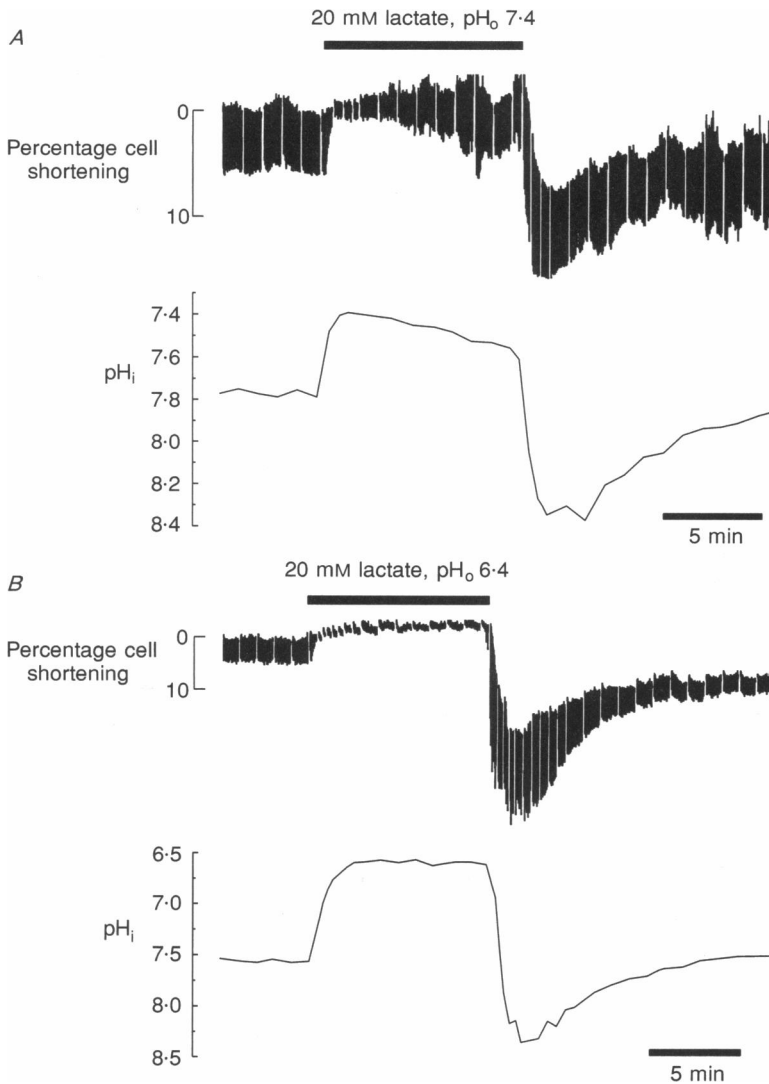 A
20 mM lactate, pHo 7·4
0
Percentage cell
shortening
10
7·4
7·6
pHi
7·8
8·0
8·2
8·4
5 min
B
20 mM lactate, pHo 6·4
0
Percentage cell
shortening
10
6·5
7·0
pHi
7·5
8·0
8·5
5 min